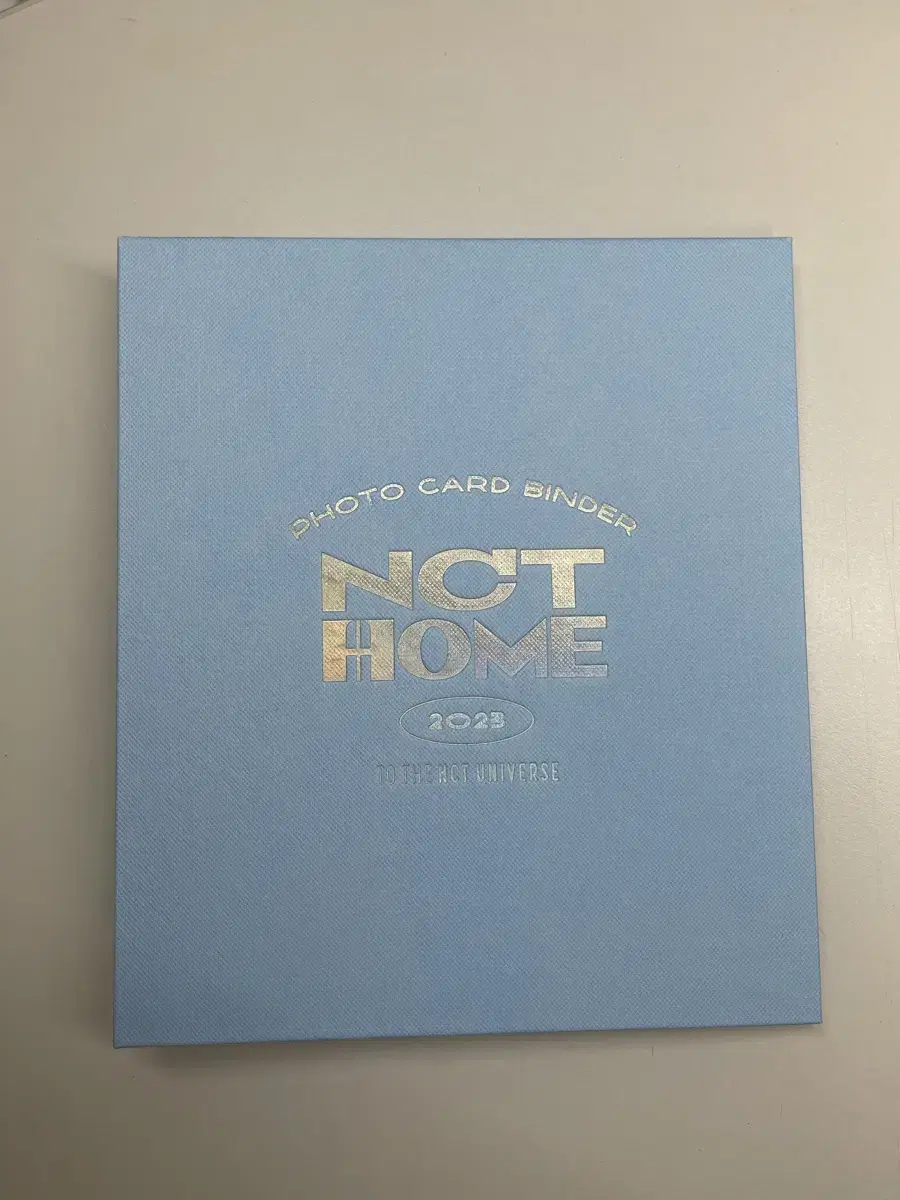 PHOTO CARD BINDER
NCT
HOME
2023
TO THE NCT UNIVERSE